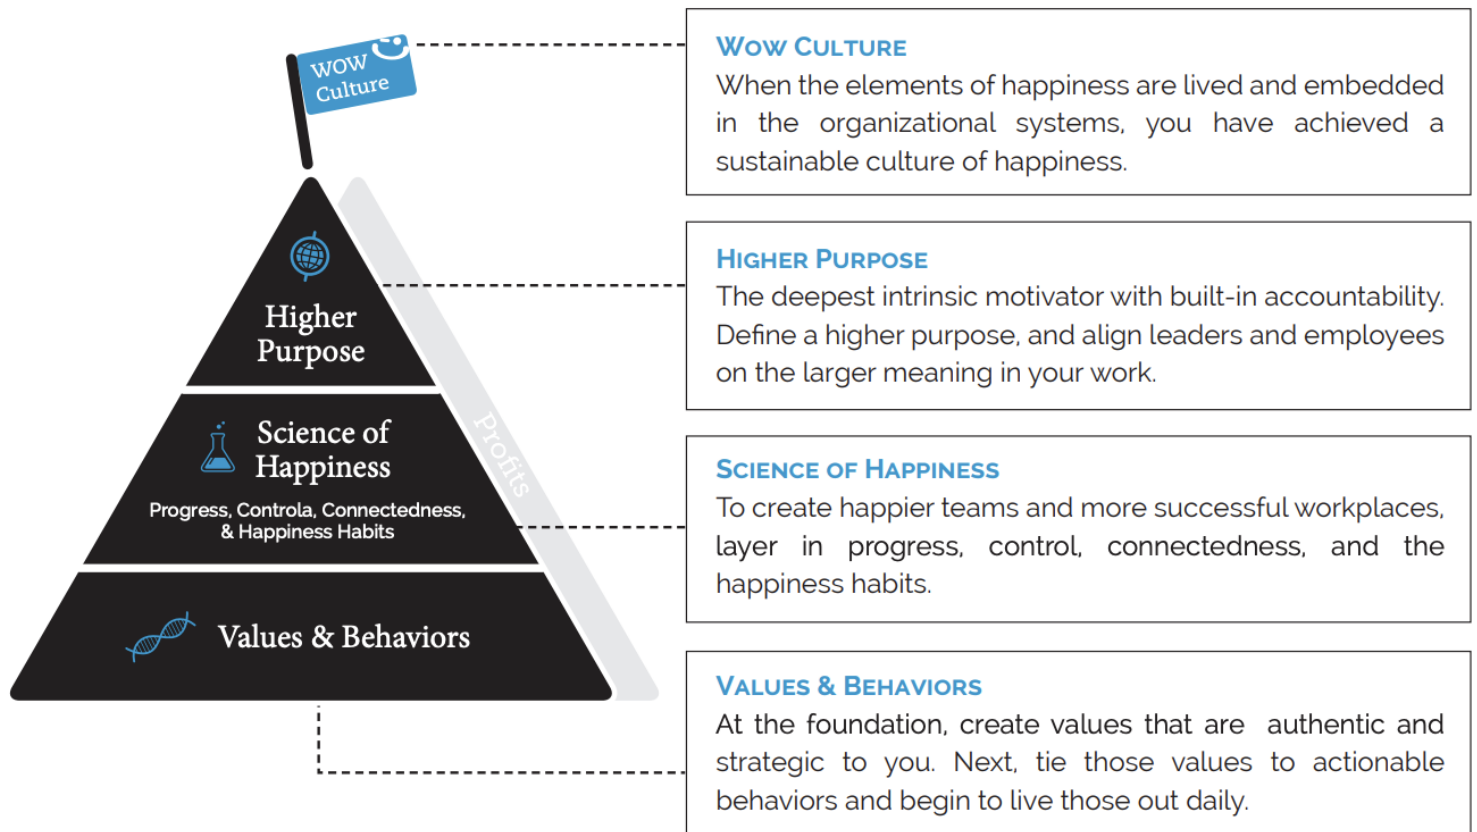 WOW
Culture
Higher
Purpose
Science of
Happiness
Progress, Controla, Connectedness,
& Happiness Habits
Values & Behaviors
Profits
WOW CULTURE
When the elements of happiness are lived and embedded
in the organizational systems, you have achieved a
sustainable culture of happiness.
HIGHER PURPOSE
The deepest intrinsic motivator with built-in accountability.
Define a higher purpose, and align leaders and employees
on the larger meaning in your work.
SCIENCE OF HAPPINESS
To create happier teams and more successful workplaces,
layer in progress, control, connectedness, and the
happiness habits.
VALUES & BEHAVIORS
At the foundation, create values that are authentic and
strategic to you. Next, tie those values to actionable
behaviors and begin to live those out daily.